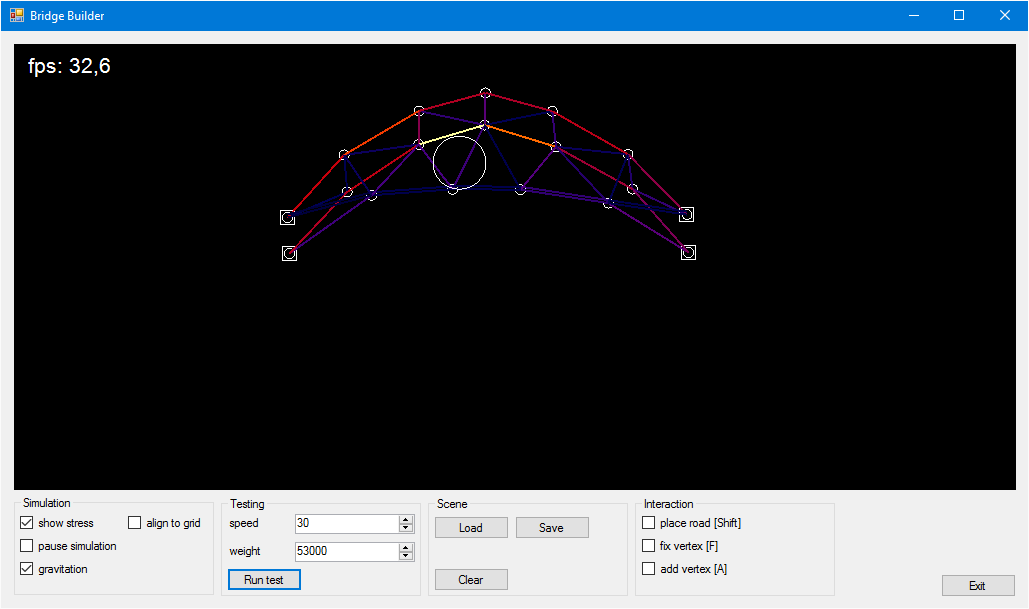 Bridge Builder
fps: 32,6
Simulation
show stress
align to grid
pause simulation
gravitation
Testing
speed
30
weight
53000
Run test
Scene
Load
Save
Clear
Interaction
place road [Shift]
fix vertex [F]
add vertex [A]
Exit